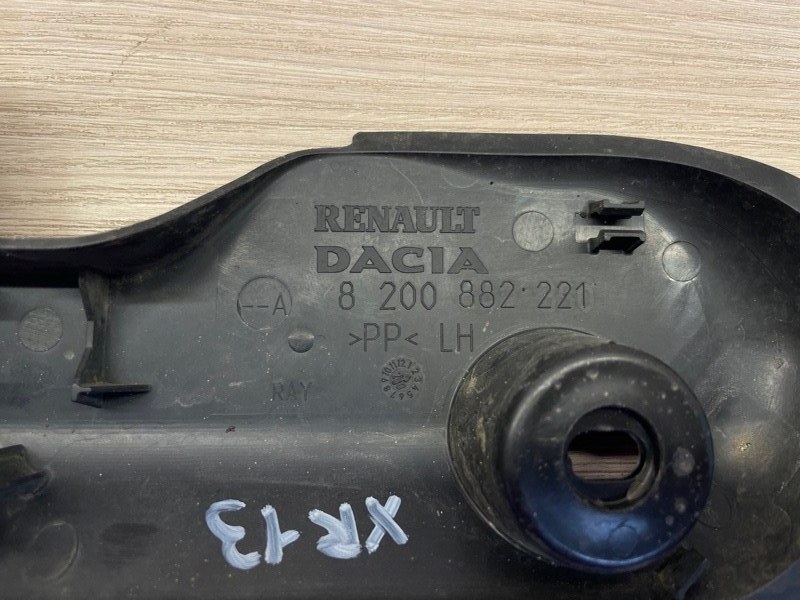 RENAULT
DACIA
--A 8 200 882 221
>PP< LH
RAY
XR13